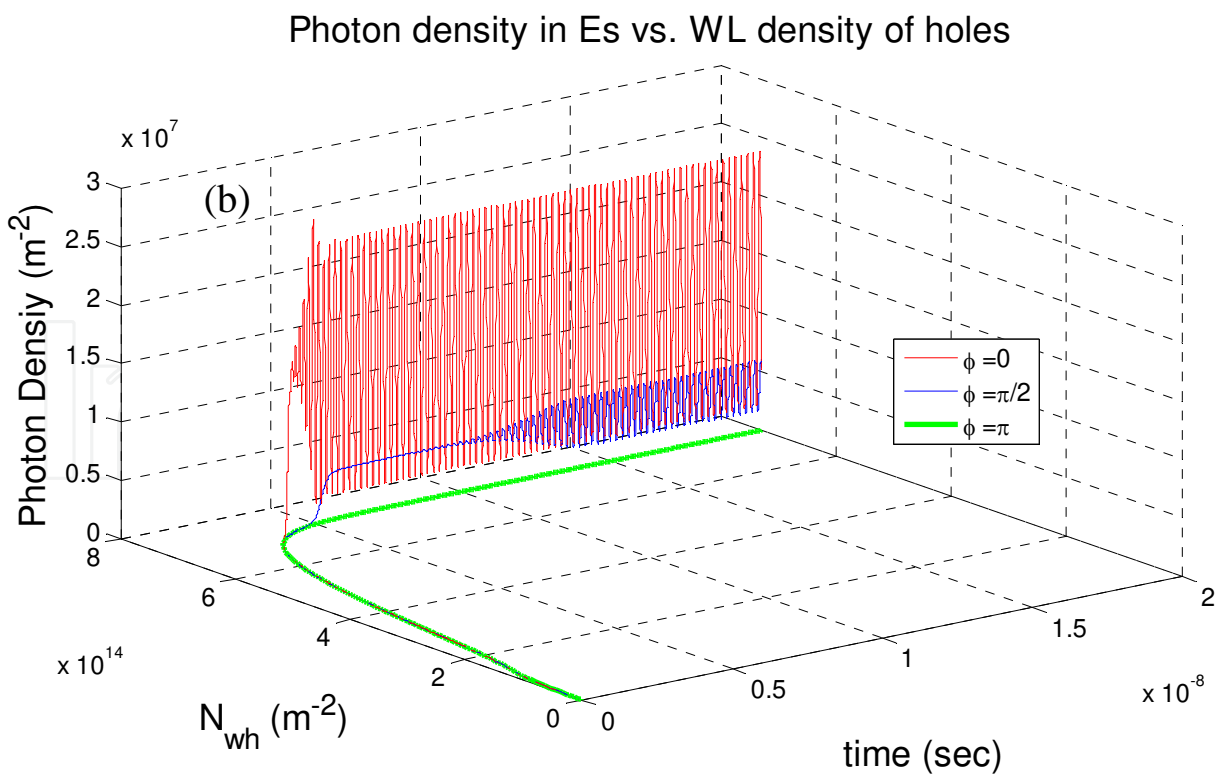 Photon density in Es vs. WL density of holes
x 10^7
(b)
3
2.5
2
1.5
1
0.5
0
Photon Densiy (m^-2)
ϕ =0
ϕ =π/2
ϕ =π
8
6
4
2
0
x 10^14
N_wh (m^-2)
0
0.5
1
1.5
2
x 10^-8
time (sec)